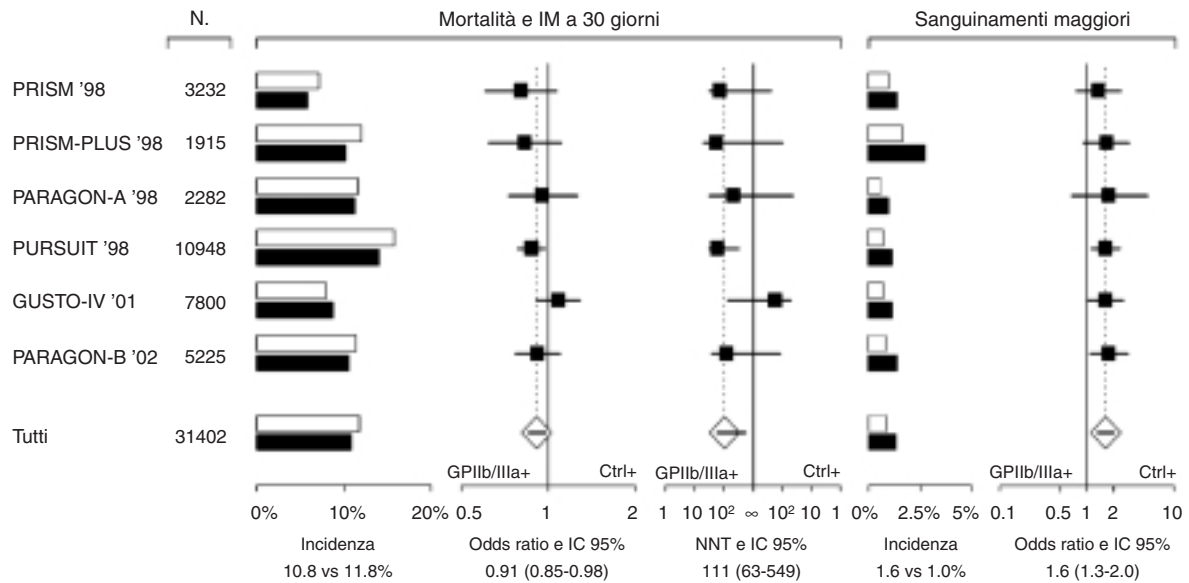 N. Mortalità e IM a 30 giorni Sanguinamenti maggiori
PRISM '98 3232
PRISM-PLUS '98 1915
PARAGON-A '98 2282
PURSUIT '98 10948
GUSTO-IV '01 7800
PARAGON-B '02 5225
Tutti 31402
GPIIb/IIIa+ Ctrl+ GPIIb/IIIa+ Ctrl+ GPIIb/IIIa+ Ctrl+
0% 10% 20% 0.5 1 2 1 10 10² ∞ 10² 10 1 0% 2.5% 5% 0.1 0.5 1 2 10
Incidenza Odds ratio e IC 95% NNT e IC 95% Incidenza Odds ratio e IC 95%
10.8 vs 11.8% 0.91 (0.85-0.98) 111 (63-549) 1.6 vs 1.0% 1.6 (1.3-2.0)